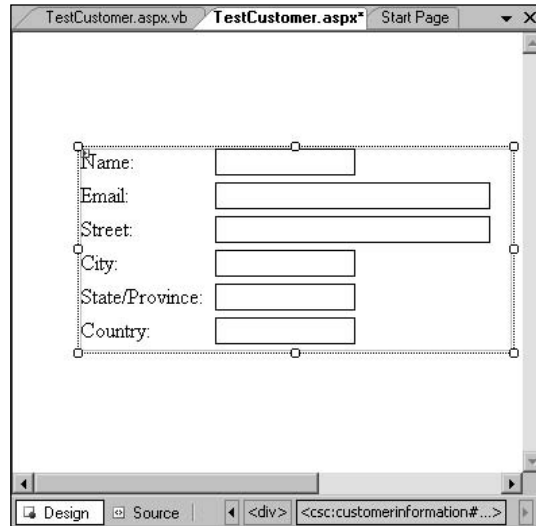 TestCustomer.aspx.vb TestCustomer.aspx* Start Page
Name:
Email:
Street:
City:
State/Province:
Country:
Design Source <div> <csc:customerinformation#...>